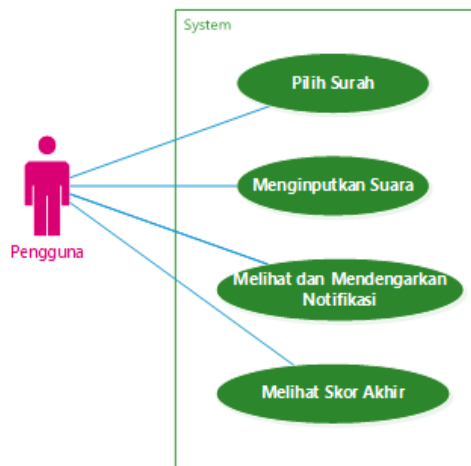 System
Pilih Surah
Menginputkan Suara
Pengguna
Melihat dan Mendengarkan
Notifikasi
Melihat Skor Akhir